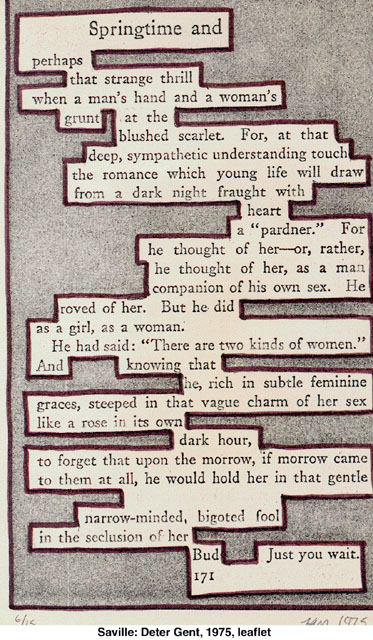 Springtime and
perhaps
that strange thrill
when a man's hand and a woman's
grunt at the
blushed scarlet. For, at that
deep, sympathetic understanding touch
the romance which young life will draw
from a dark night fraught with
heart
a "pardner." For
he thought of her—or, rather,
he thought of her, as a man
companion of his own sex. He
roved of her. But he did
as a girl, as a woman.
He had said: "There are two kinds of women."
And knowing that
he, rich in subtle feminine
graces, steeped in that vague charm of her sex
like a rose in its own
dark hour,
to forget that upon the morrow, if morrow came
to them at all, he would hold her in that gentle
narrow-minded, bigoted fool
in the seclusion of her
Bud Just you wait.
171
6/15 1975
Saville: Deter Gent, 1975, leaflet